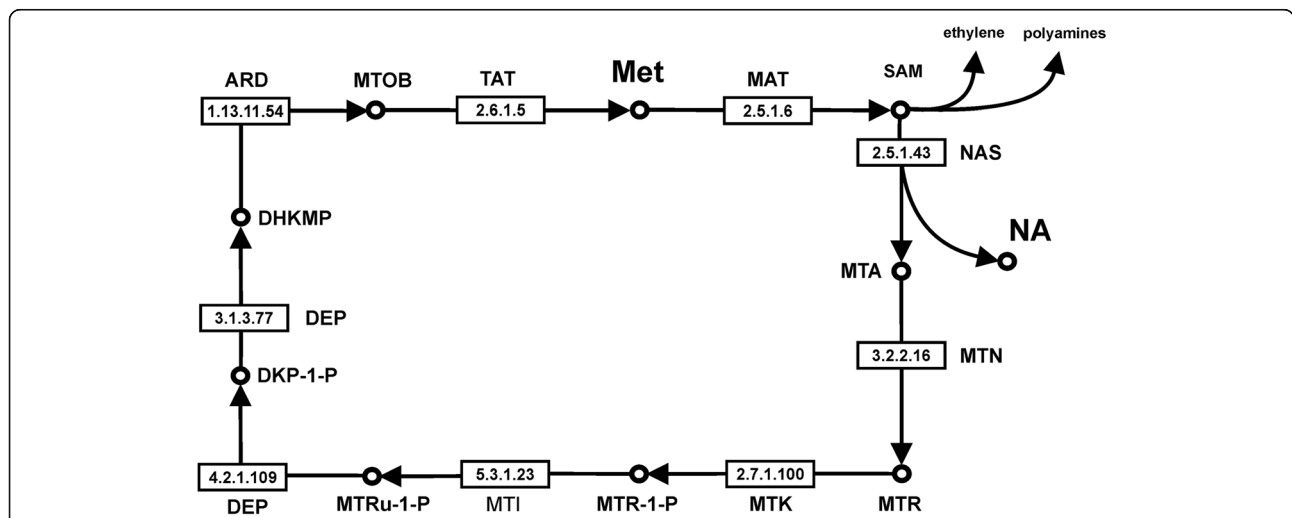 ethylene polyamines
ARD MTOB TAT Met MAT SAM
1.13.11.54 2.6.1.5 2.5.1.6
2.5.1.43 NAS
DHKMP
NA
MTA
3.1.3.77 DEP
3.2.2.16 MTN
DKP-1-P
4.2.1.109 5.3.1.23 2.7.1.100
DEP MTRu-1-P MTI MTR-1-P MTK MTR